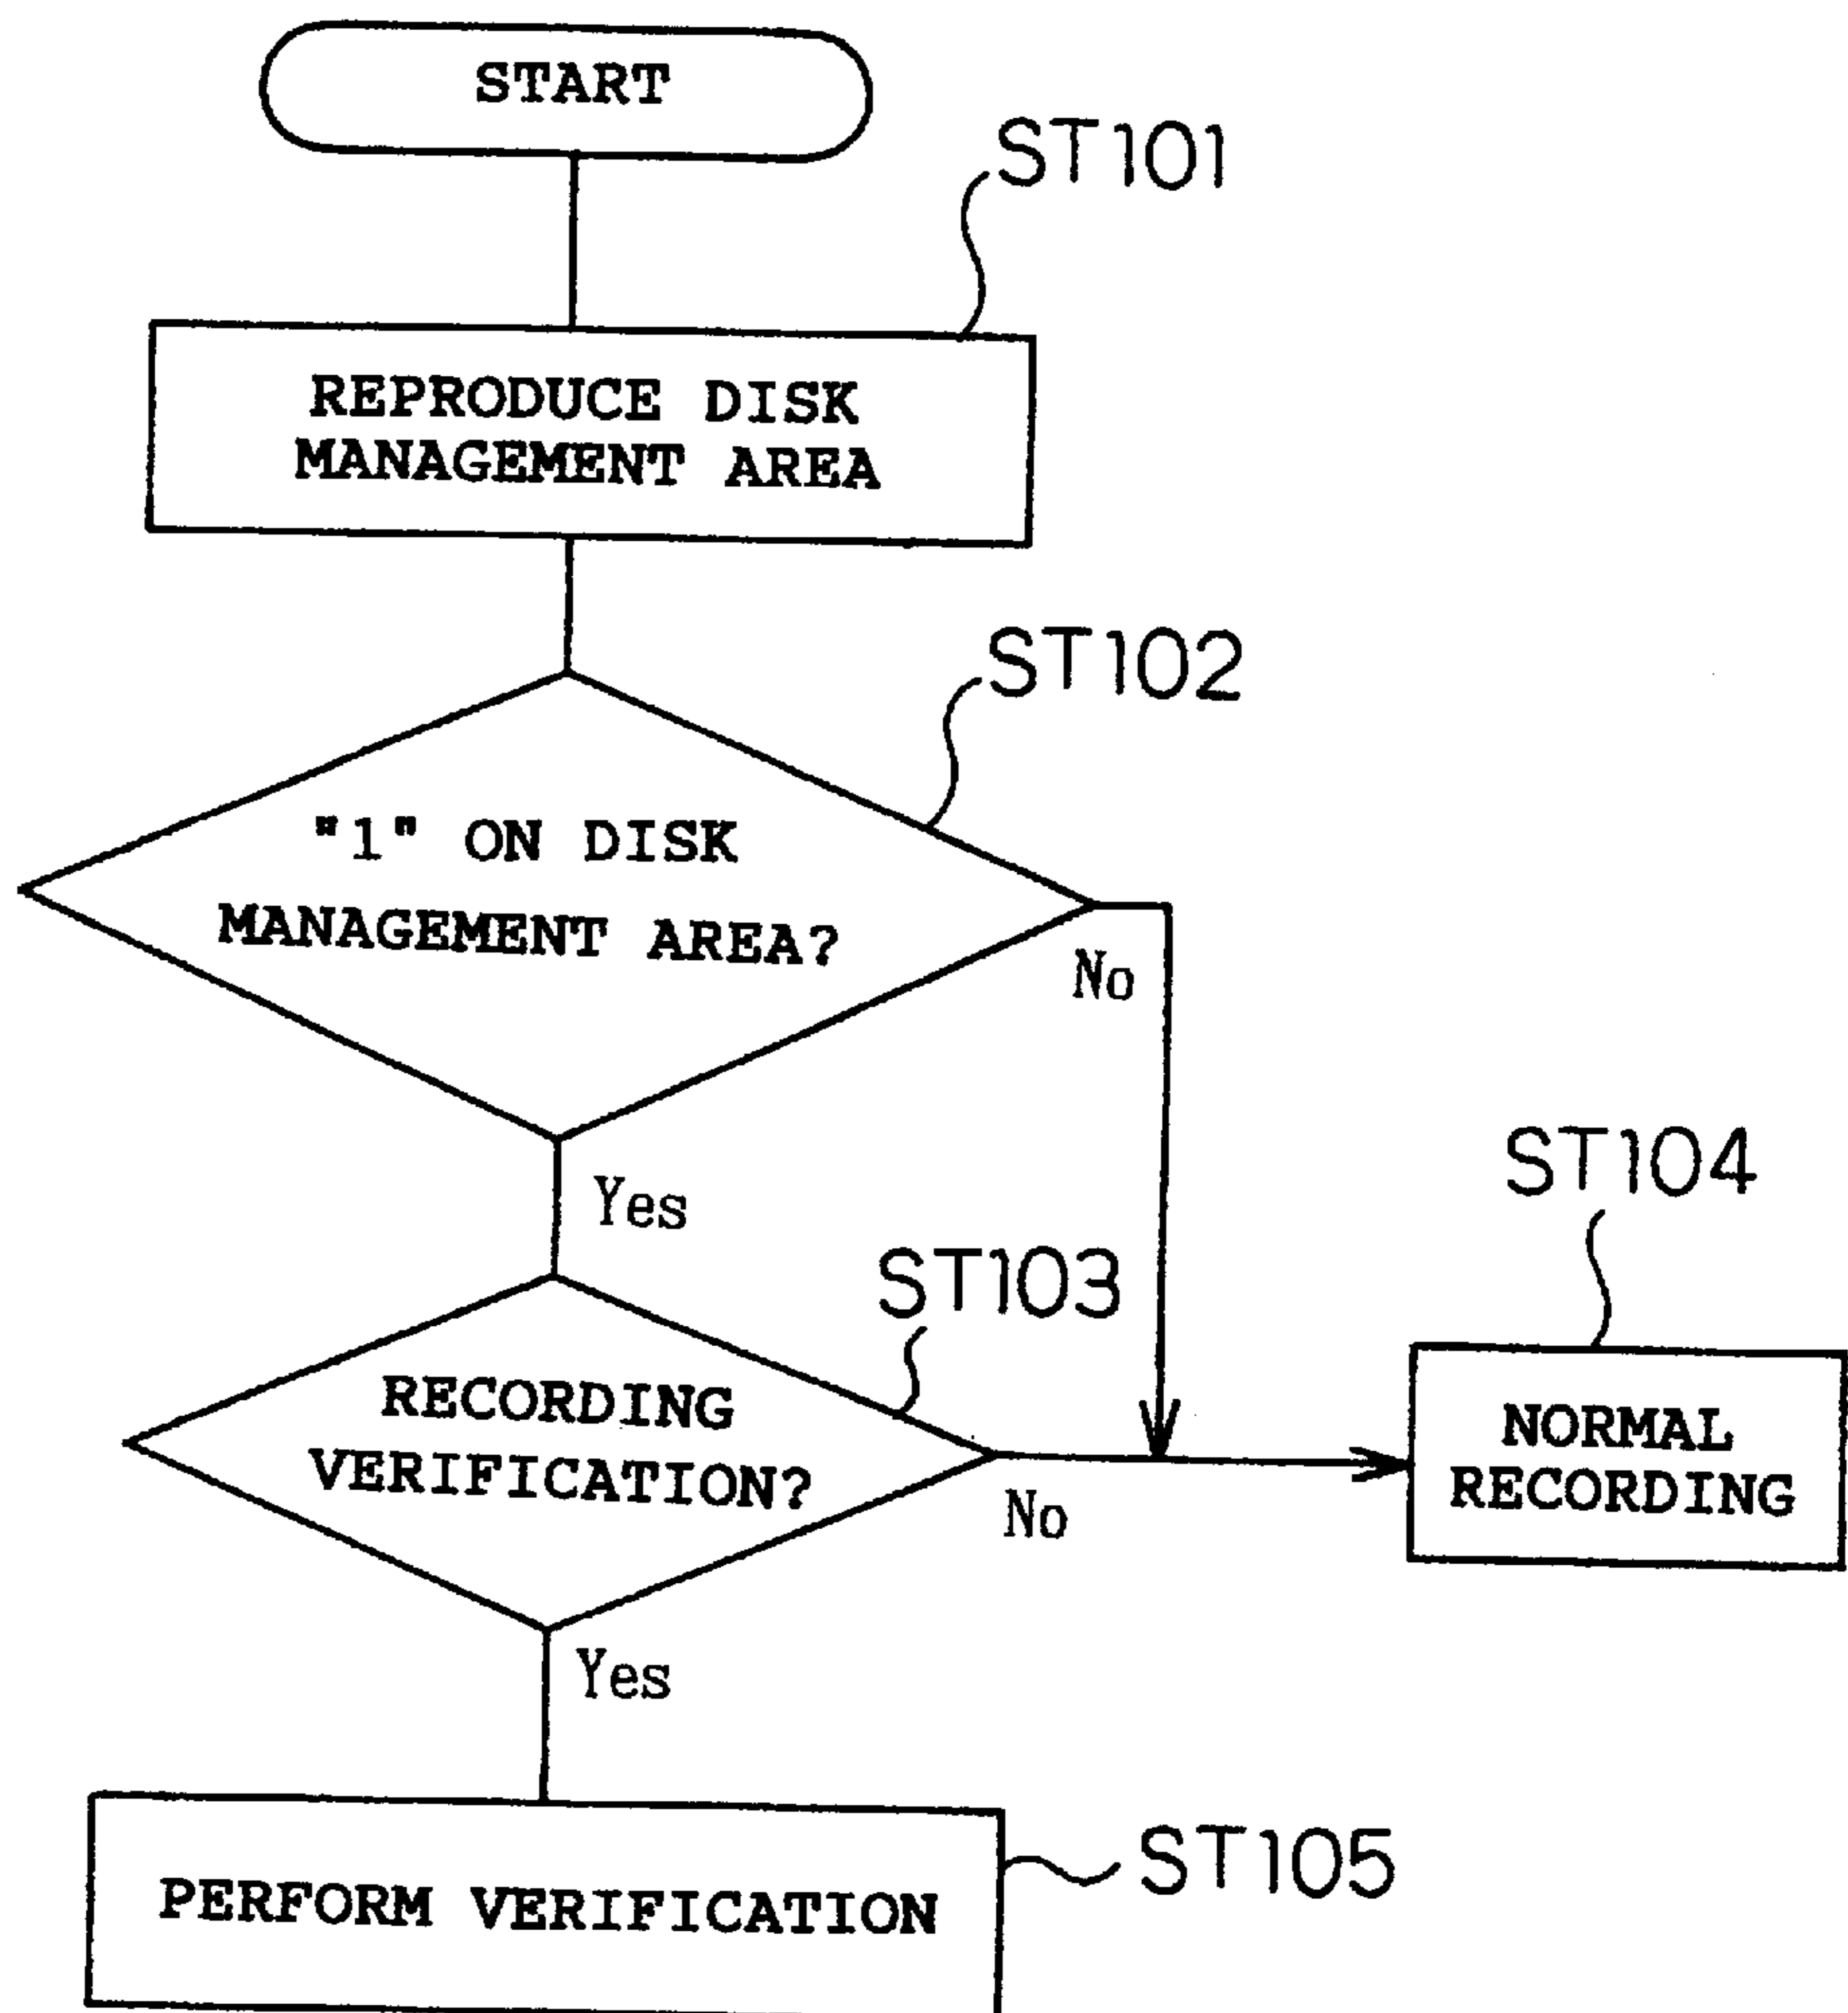 START
ST101
REPRODUCE DISK
MANAGEMENT AREA
ST102
"1" ON DISK
MANAGEMENT AREA?
No
Yes
ST103
ST104
RECORDING
VERIFICATION?
No
NORMAL
RECORDING
Yes
PERFORM VERIFICATION
ST105